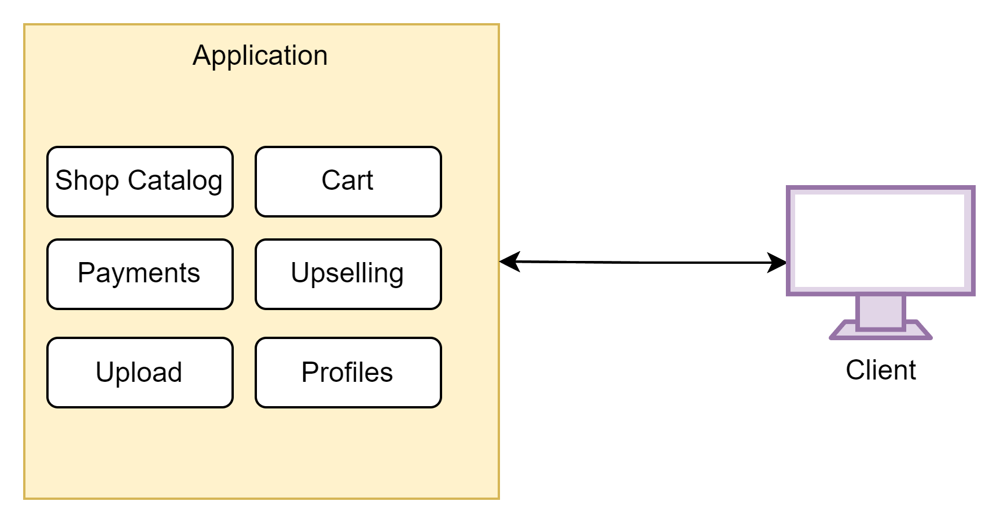 Application
Shop Catalog
Cart
Payments
Upselling
Upload
Profiles
Client